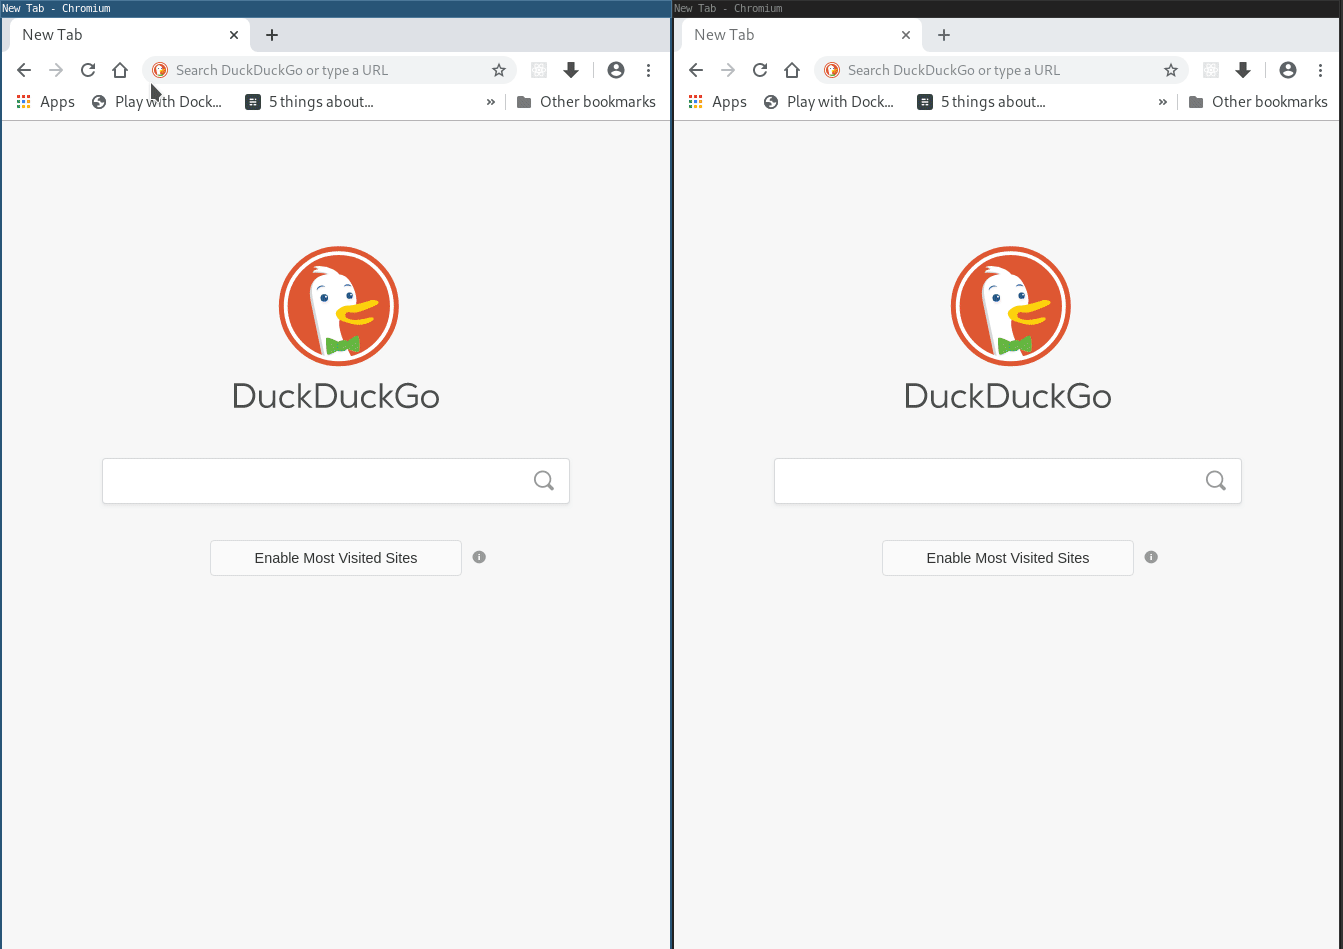 New Tab - Chromium
New Tab
Search DuckDuckGo or type a URL
Apps Play with Dock... 5 things about... » Other bookmarks
DuckDuckGo
Enable Most Visited Sites
New Tab - Chromium
New Tab
Search DuckDuckGo or type a URL
Apps Play with Dock... 5 things about... » Other bookmarks
DuckDuckGo
Enable Most Visited Sites